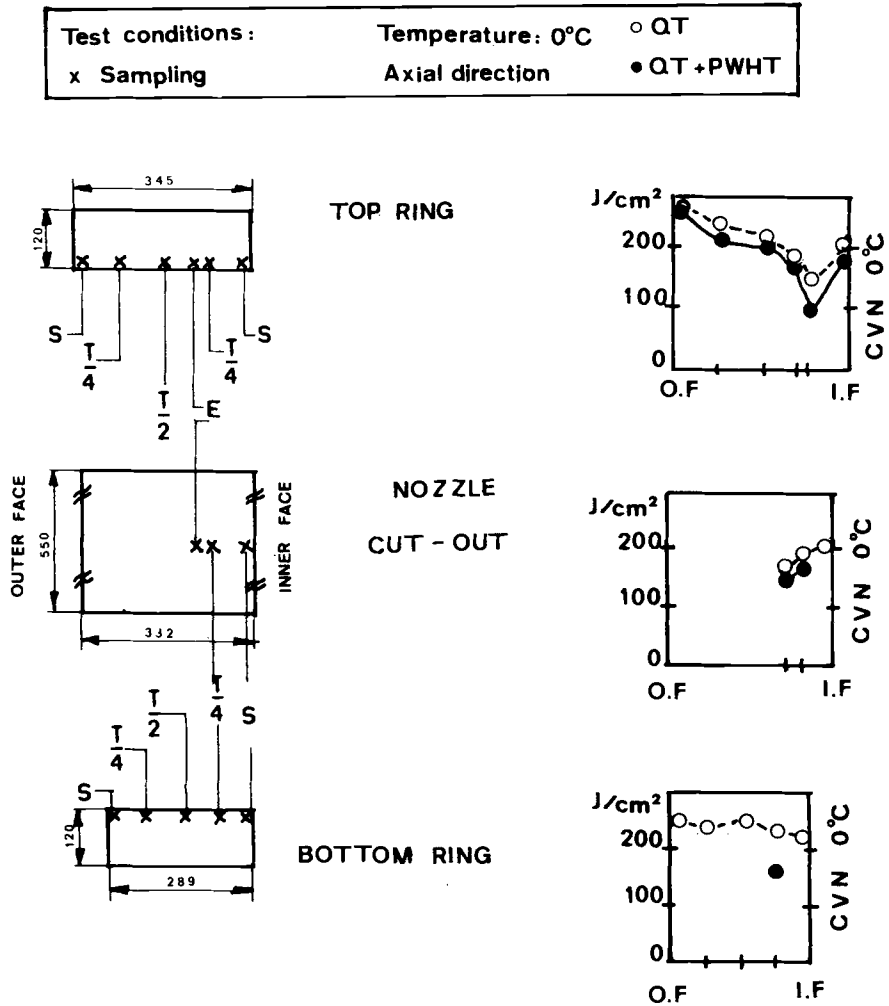 Test conditions: Temperature: 0°C ○ QT
x Sampling Axial direction ● QT+PWHT
345
120
TOP RING
S
T/4
T/2
E
T/4
S
J/cm²
200
100
0
O.F
I.F
CVN 0°C
OUTER FACE
550
INNER FACE
332
NOZZLE
CUT-OUT
J/cm²
200
100
0
O.F
I.F
CVN 0°C
S
T/4
T/2
T/4
S
120
289
BOTTOM RING
J/cm²
200
100
0
O.F
I.F
CVN 0°C